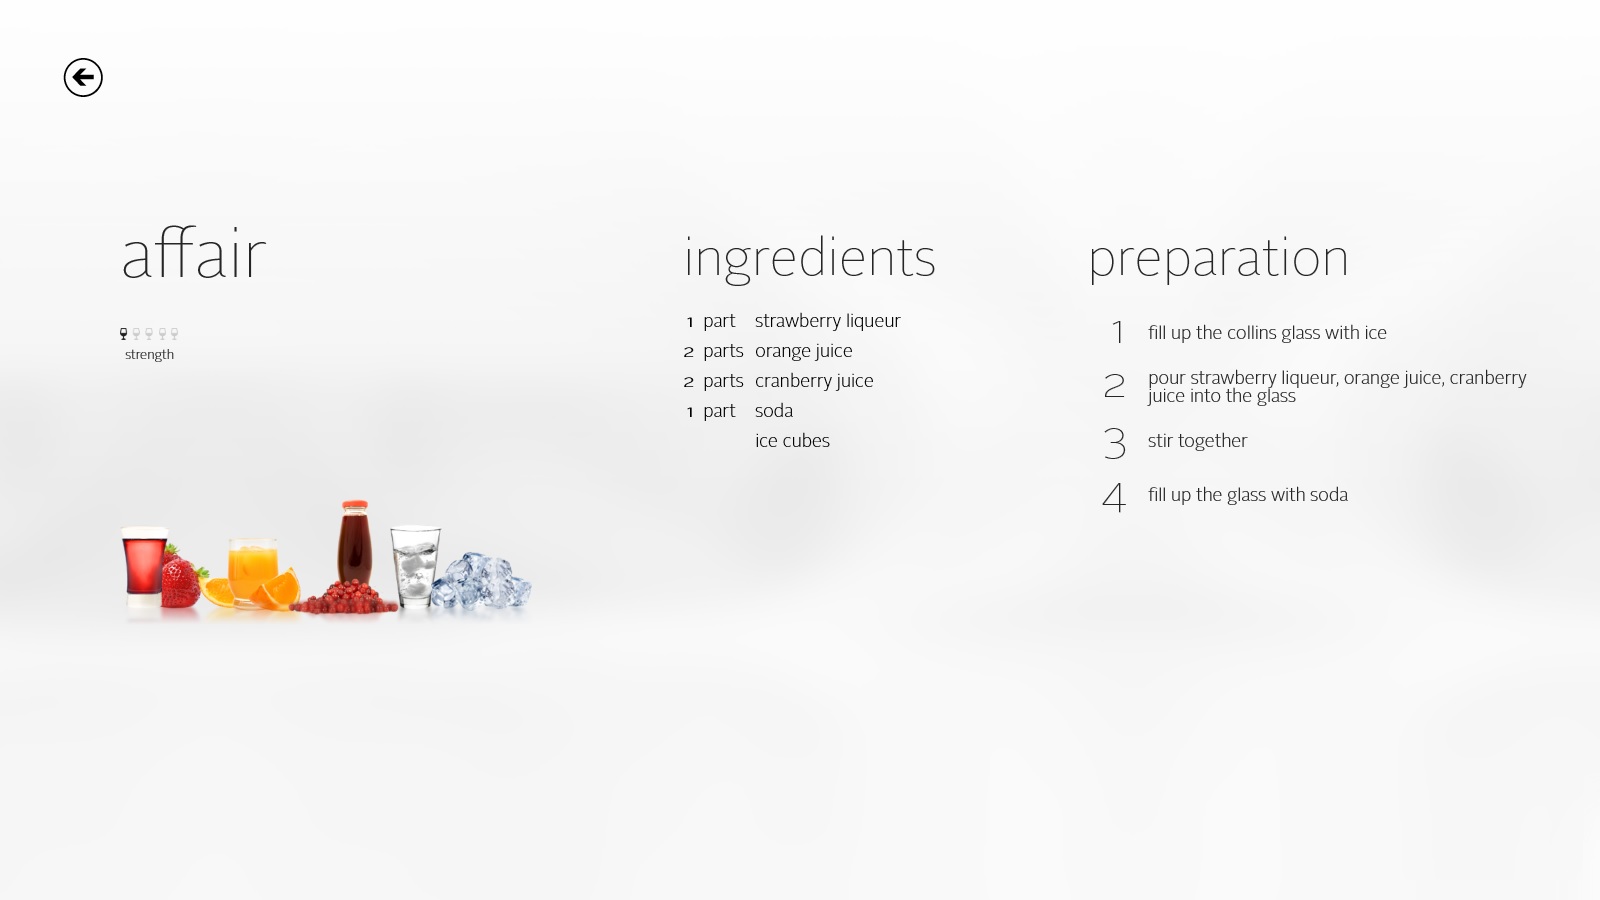 affair
strength
ingredients
1 part strawberry liqueur
2 parts orange juice
2 parts cranberry juice
1 part soda
ice cubes
preparation
1 fill up the collins glass with ice
2 pour strawberry liqueur, orange juice, cranberry
juice into the glass
3 stir together
4 fill up the glass with soda